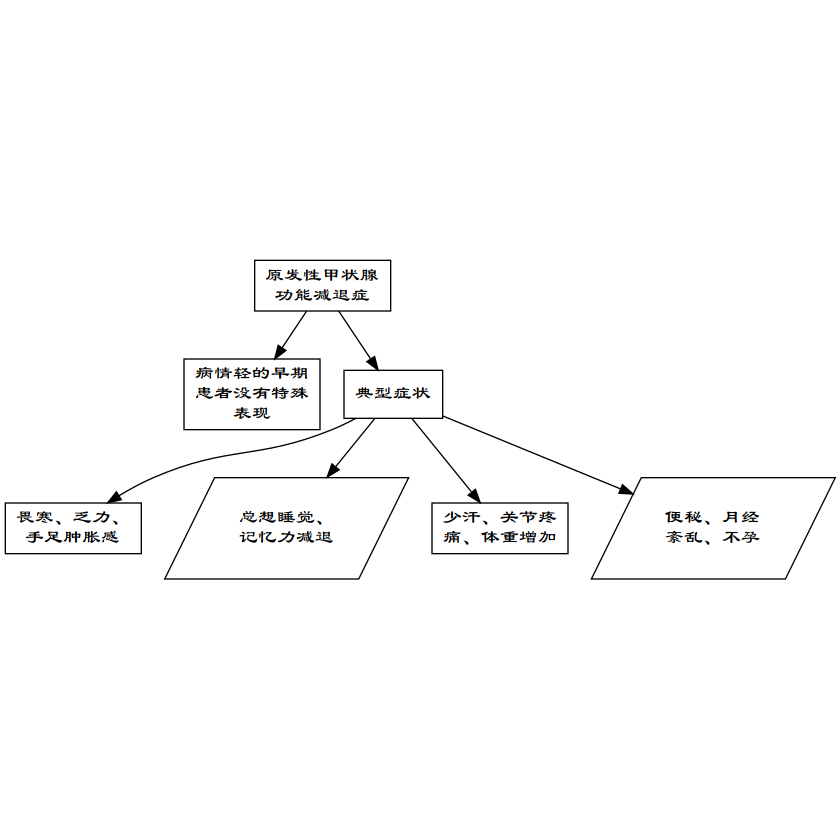 原发性甲状腺
功能减退症
病情轻的早期
患者没有特殊
表现
典型症状
畏寒、乏力、
手足肿胀感
总想睡觉、
记忆力减退
少汗、关节疼
痛、体重增加
便秘、月经
紊乱、不孕